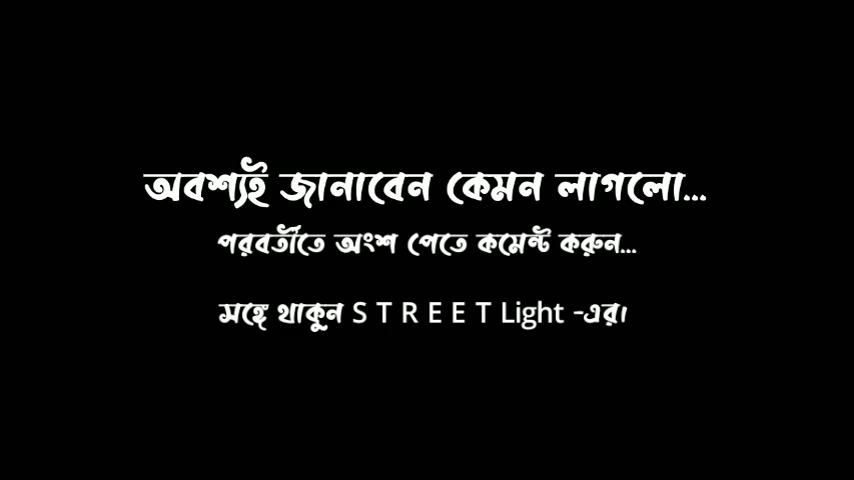 অবশ্যই জানাবেন কেমন লাগলো...
পরবর্তীতে অংশ পেতে কমেন্ট করুন...
সঙ্গে থাকুন S T R E E T Light -এর।